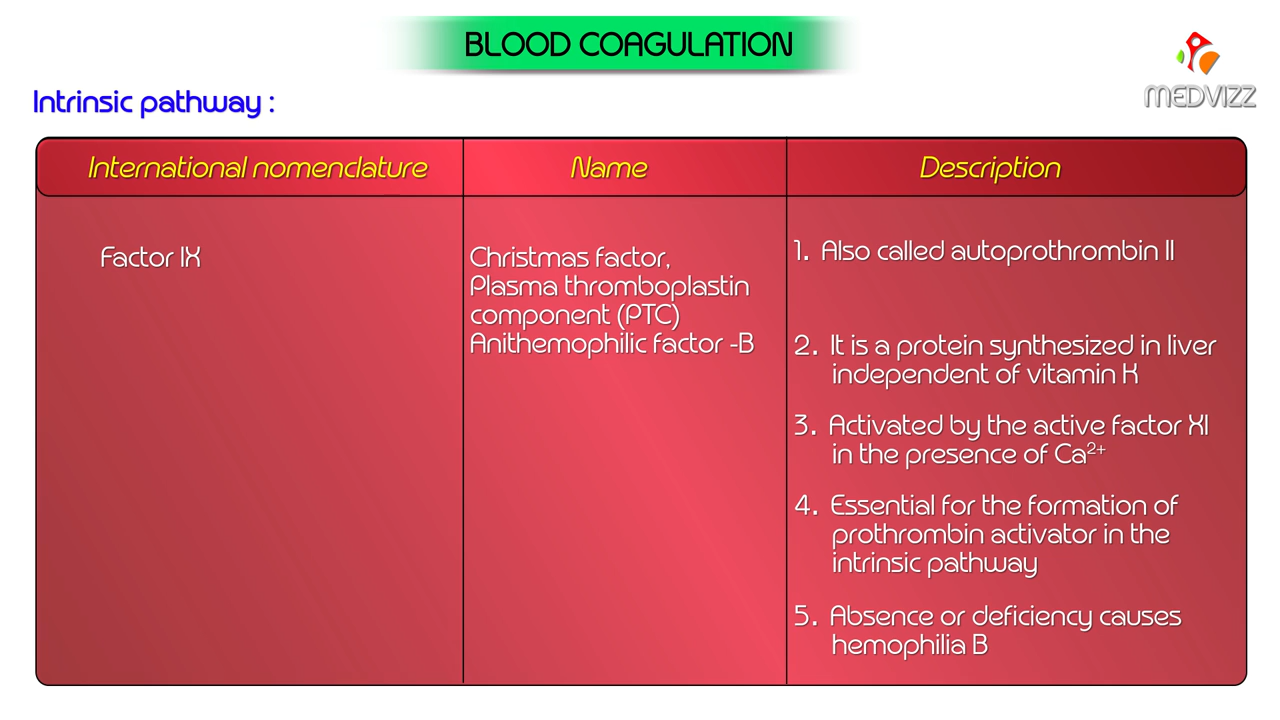 BLOOD COAGULATION
MEDVIZZ
Intrinsic pathway :
International nomenclature
Name
Description
Factor IX
Christmas factor,
Plasma thromboplastin
component (PTC)
Anithemophilic factor -B
1. Also called autoprothrombin II
2. It is a protein synthesized in liver
independent of vitamin K
3. Activated by the active factor XI
in the presence of Ca²⁺
4. Essential for the formation of
prothrombin activator in the
intrinsic pathway
5. Absence or deficiency causes
hemophilia B